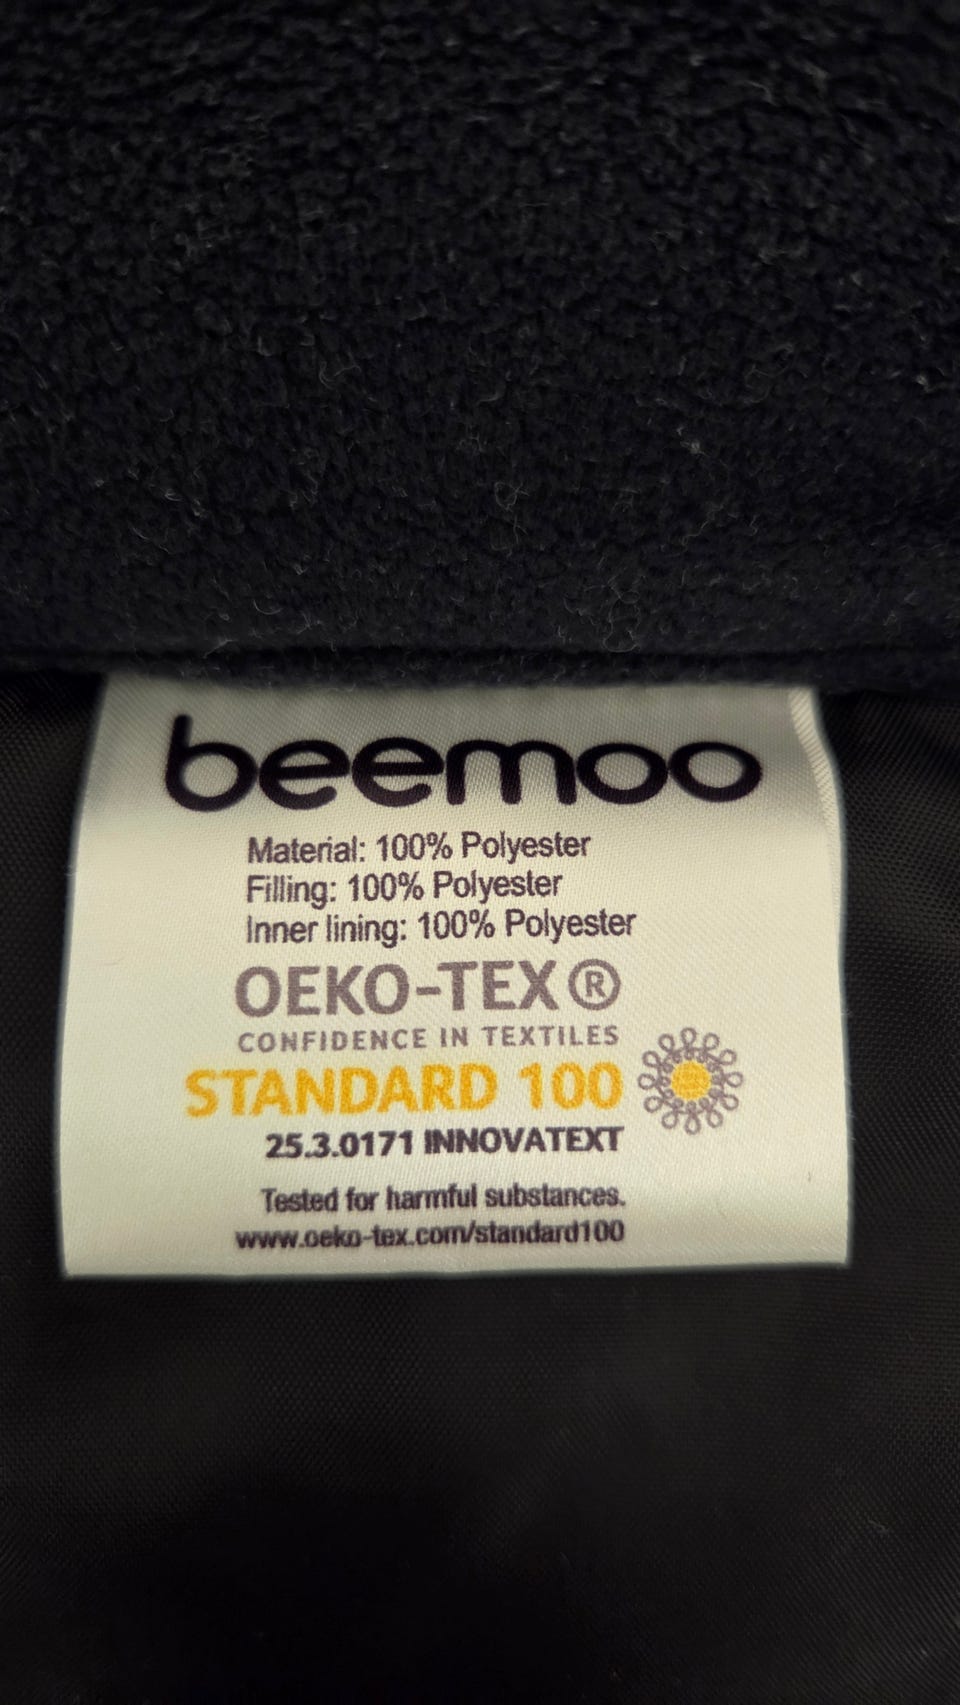 beemoo
Material: 100% Polyester
Filling: 100% Polyester
Inner lining: 100% Polyester
OEKO-TEX®
CONFIDENCE IN TEXTILES
STANDARD 100
25.3.0171 INNOVATEXT
Tested for harmful substances.
www.oeko-tex.com/standard100